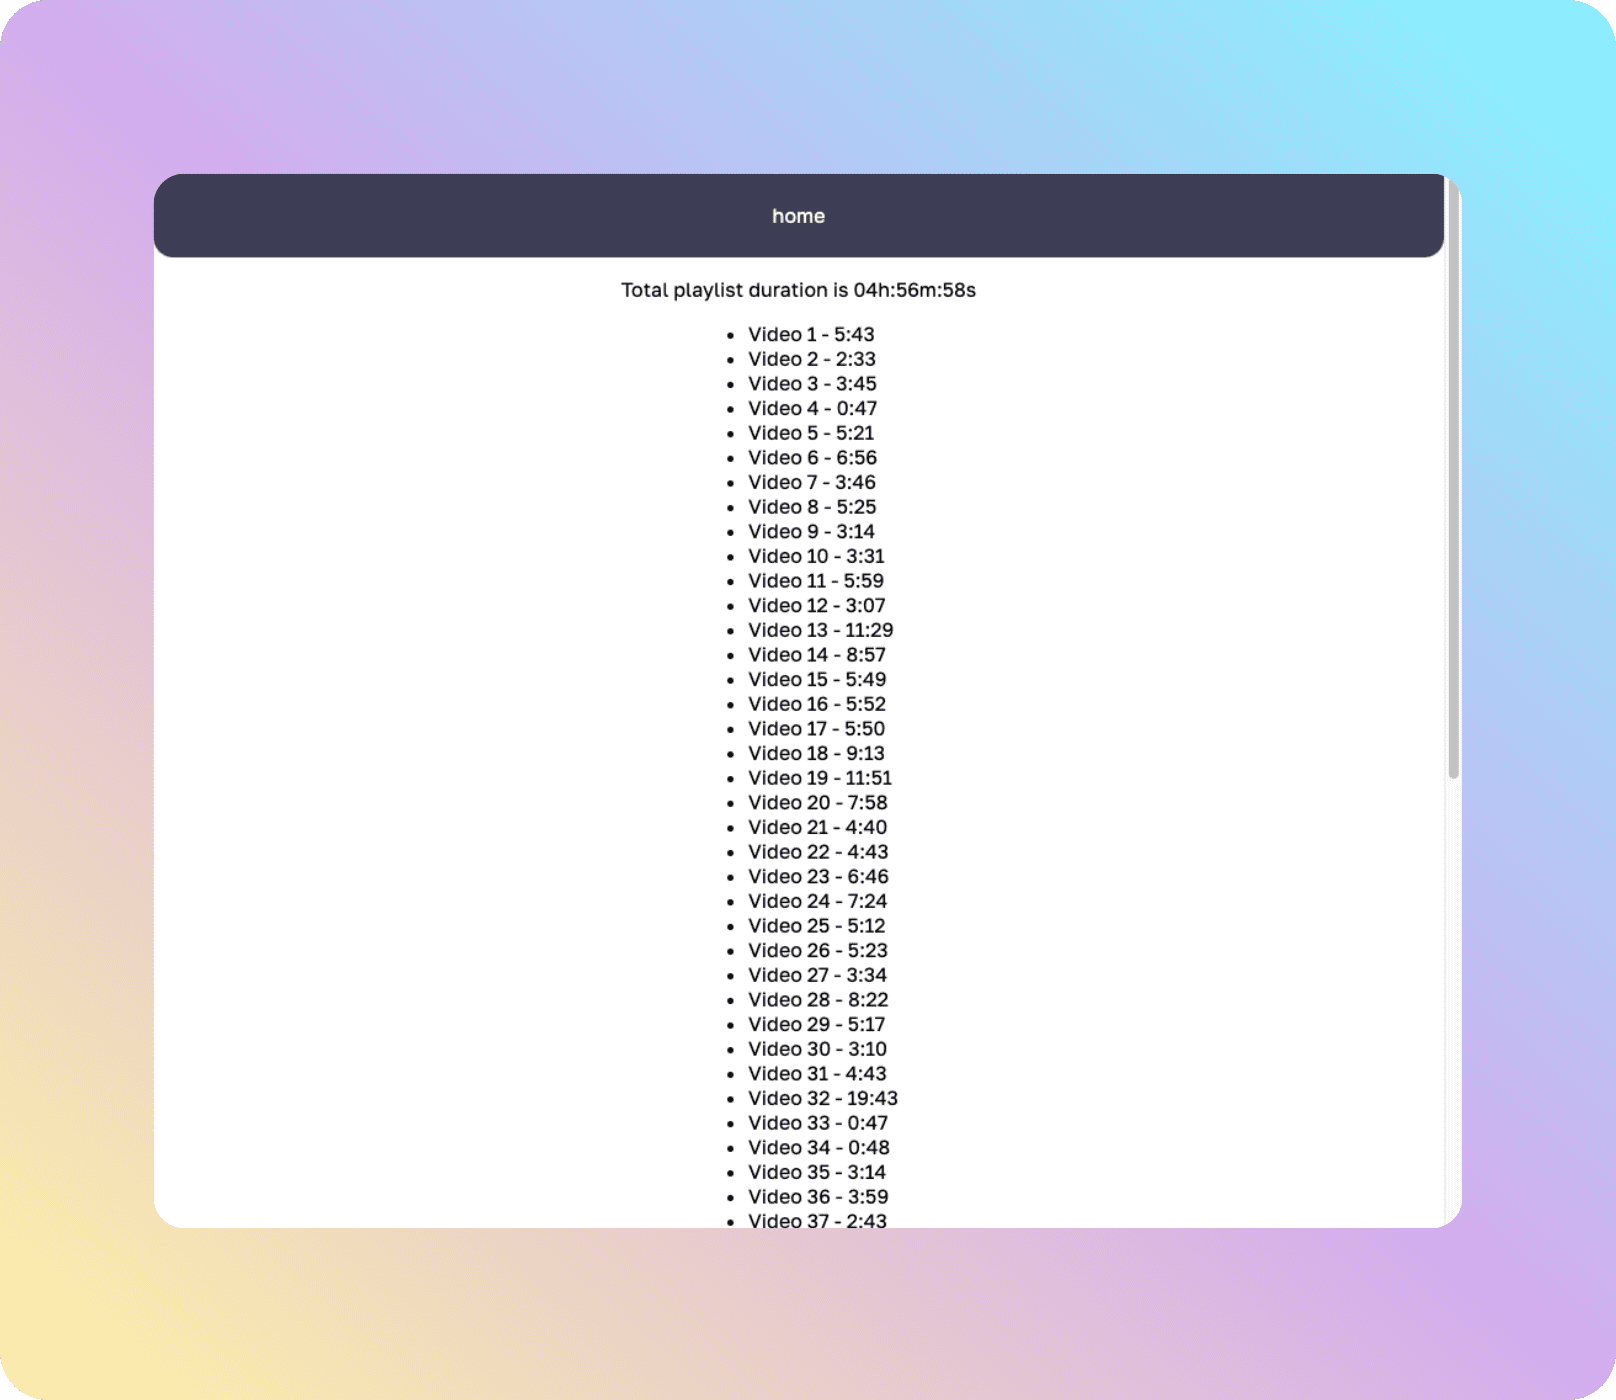 home
Total playlist duration is 04h:56m:58s
• Video 1 - 5:43
• Video 2 - 2:33
• Video 3 - 3:45
• Video 4 - 0:47
• Video 5 - 5:21
• Video 6 - 6:56
• Video 7 - 3:46
• Video 8 - 5:25
• Video 9 - 3:14
• Video 10 - 3:31
• Video 11 - 5:59
• Video 12 - 3:07
• Video 13 - 11:29
• Video 14 - 8:57
• Video 15 - 5:49
• Video 16 - 5:52
• Video 17 - 5:50
• Video 18 - 9:13
• Video 19 - 11:51
• Video 20 - 7:58
• Video 21 - 4:40
• Video 22 - 4:43
• Video 23 - 6:46
• Video 24 - 7:24
• Video 25 - 5:12
• Video 26 - 5:23
• Video 27 - 3:34
• Video 28 - 8:22
• Video 29 - 5:17
• Video 30 - 3:10
• Video 31 - 4:43
• Video 32 - 19:43
• Video 33 - 0:47
• Video 34 - 0:48
• Video 35 - 3:14
• Video 36 - 3:59
• Video 37 - 2:43